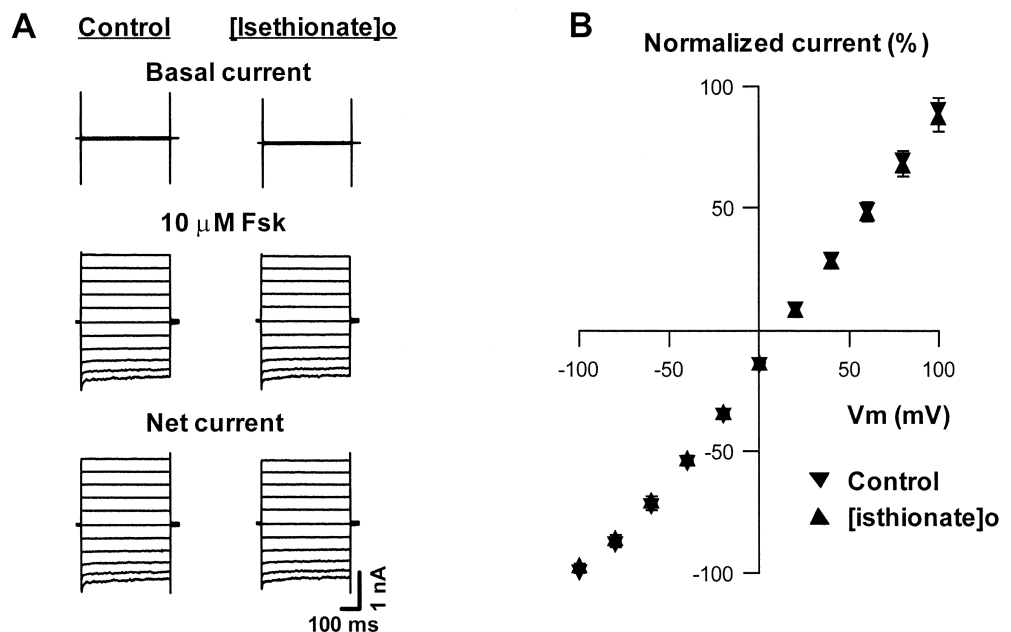 A
Control [Isethionate]o
Basal current
10 μM Fsk
Net current
1 nA
100 ms
B
Normalized current (%)
100
50
-100 -50 50 100
Vm (mV)
-50
Control
[isthionate]o
-100